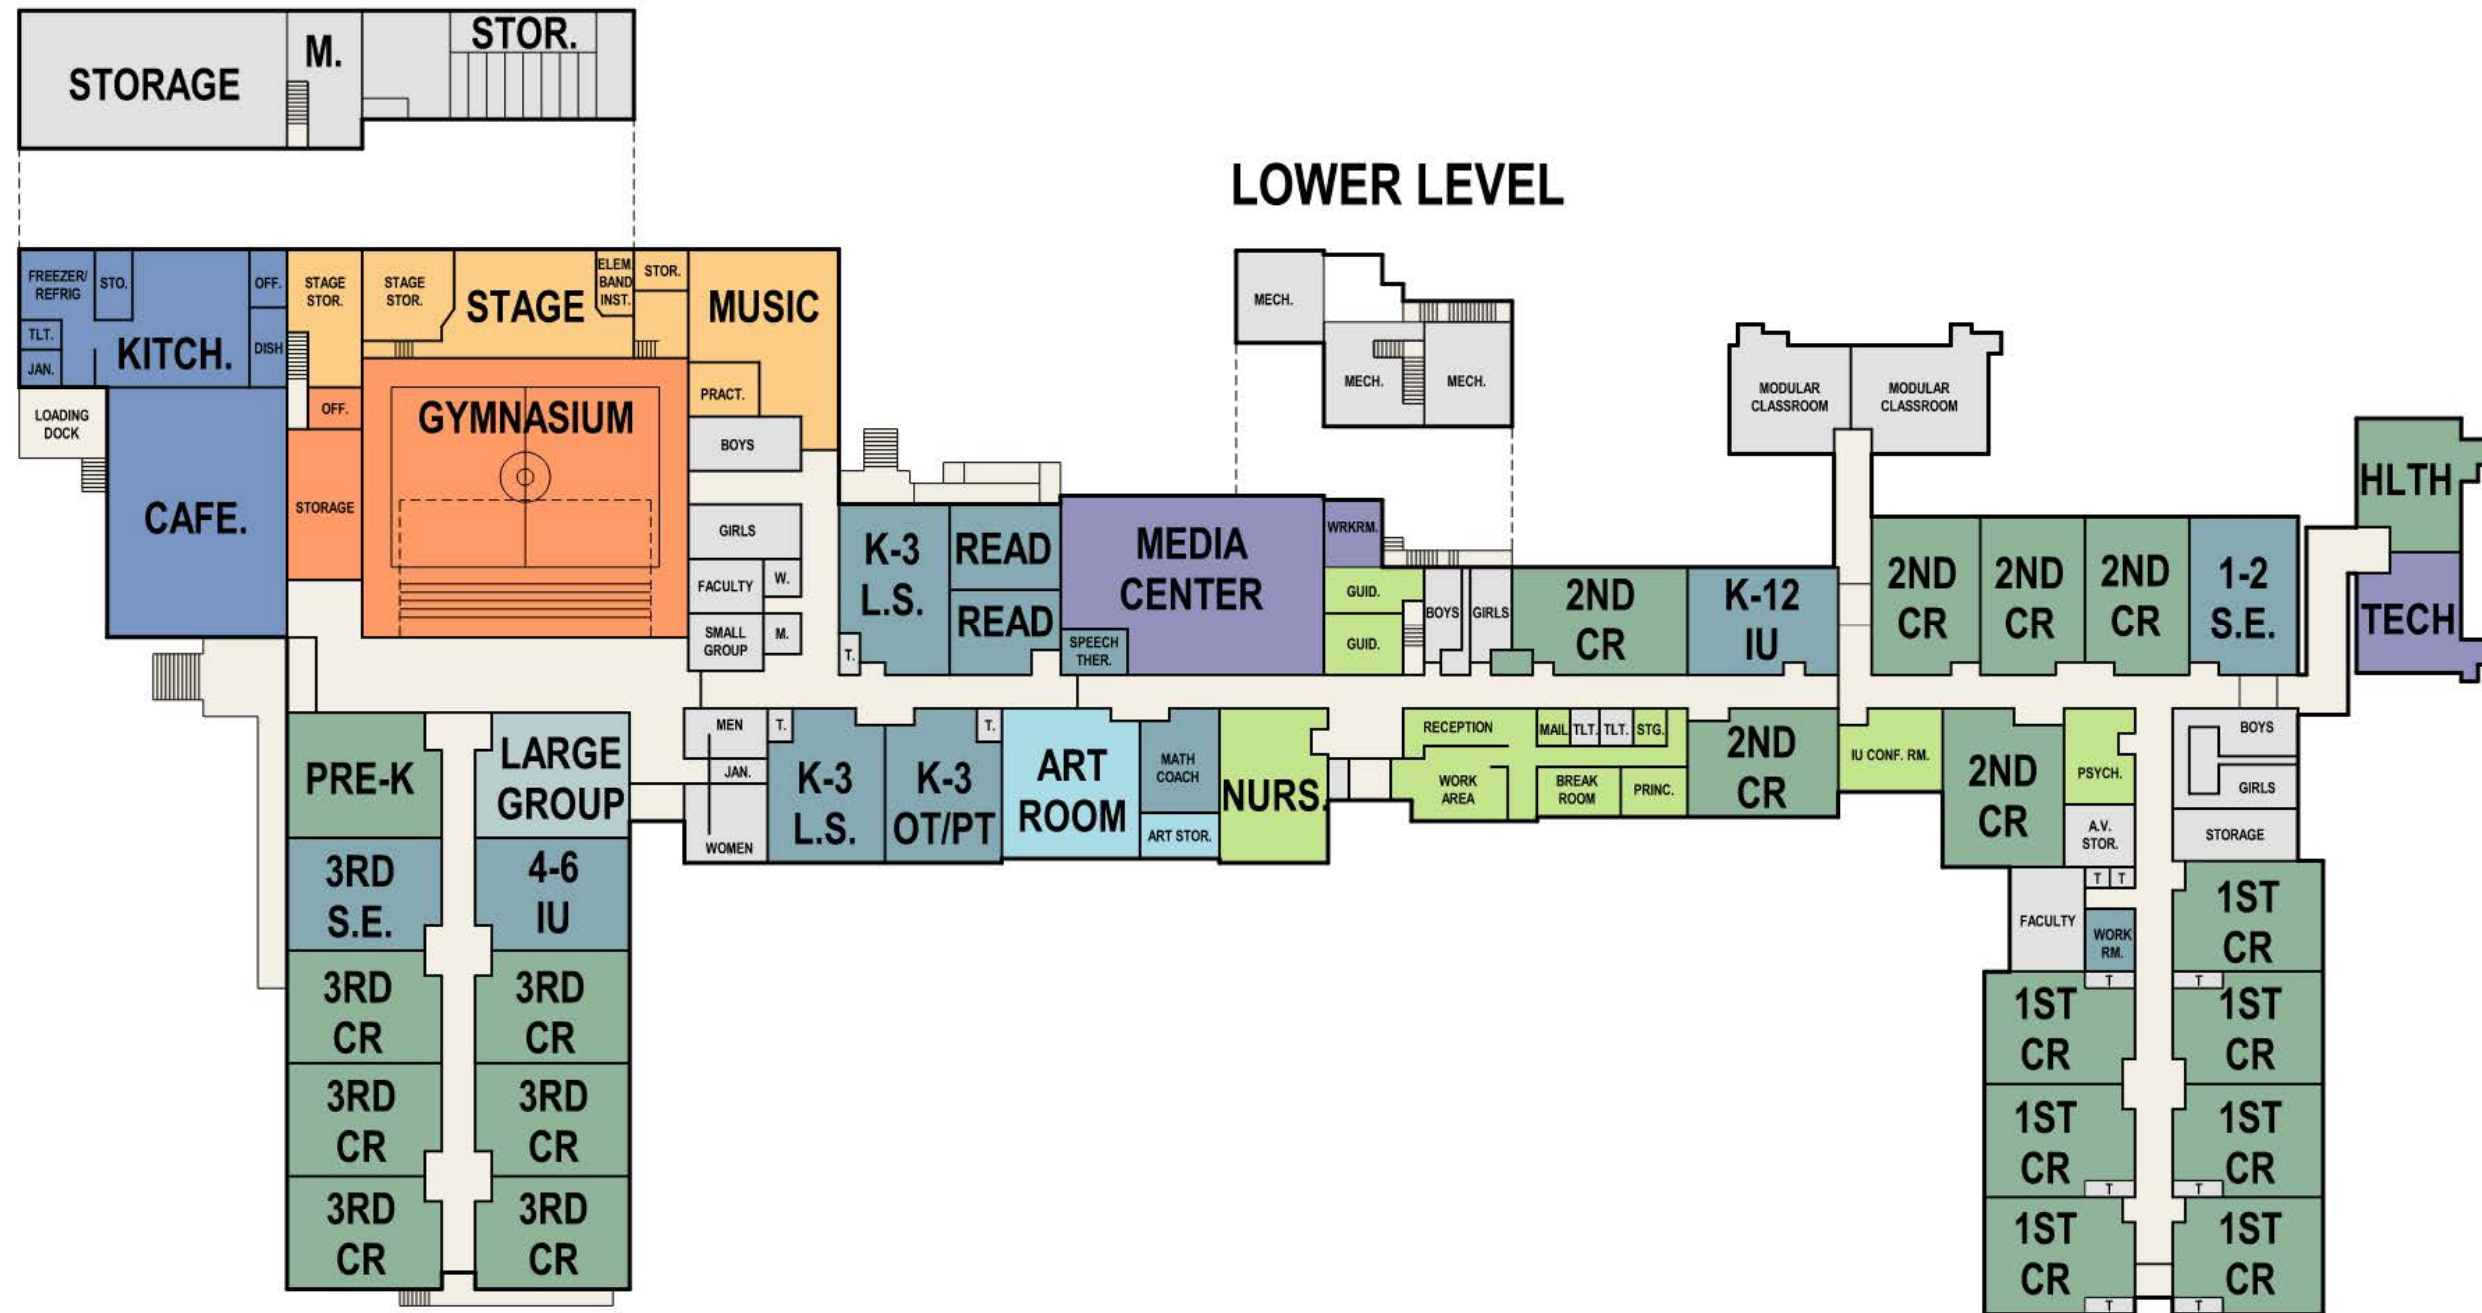 STORAGE
M.
STOR.
LOWER LEVEL
FREEZER/
REFRIG
STO.
OFF.
TLT.
JAN.
KITCH.
DISH
STAGE
STOR.
STAGE
STOR.
STAGE
ELEM.
BAND
INST.
STOR.
MUSIC
PRACT.
LOADING
DOCK
CAFE.
OFF.
STORAGE
GYMNASIUM
BOYS
GIRLS
FACULTY
W.
SMALL
GROUP
M.
MECH.
MECH.
MECH.
MODULAR
CLASSROOM
MODULAR
CLASSROOM
K-3
L.S.
T.
READ
READ
MEDIA
CENTER
SPEECH
THER.
WRKRM.
GUID.
GUID.
BOYS
GIRLS
2ND
CR
K-12
IU
2ND
CR
2ND
CR
2ND
CR
1-2
S.E.
HLTH
TECH
PRE-K
LARGE
GROUP
3RD
S.E.
4-6
IU
3RD
CR
3RD
CR
3RD
CR
3RD
CR
3RD
CR
3RD
CR
MEN
JAN.
WOMEN
T.
K-3
L.S.
T.
K-3
OT/PT
ART
ROOM
MATH
COACH
ART STOR.
NURS.
RECEPTION
WORK
AREA
MAIL
TLT.
TLT.
STG.
BREAK
ROOM
PRINC.
2ND
CR
IU CONF. RM.
2ND
CR
PSYCH.
A.V.
STOR.
T
T
FACULTY
WORK
RM.
BOYS
GIRLS
STORAGE
1ST
CR
T
1ST
CR
T
1ST
CR
1ST
CR
T
1ST
CR
T
1ST
CR
T
1ST
CR
T